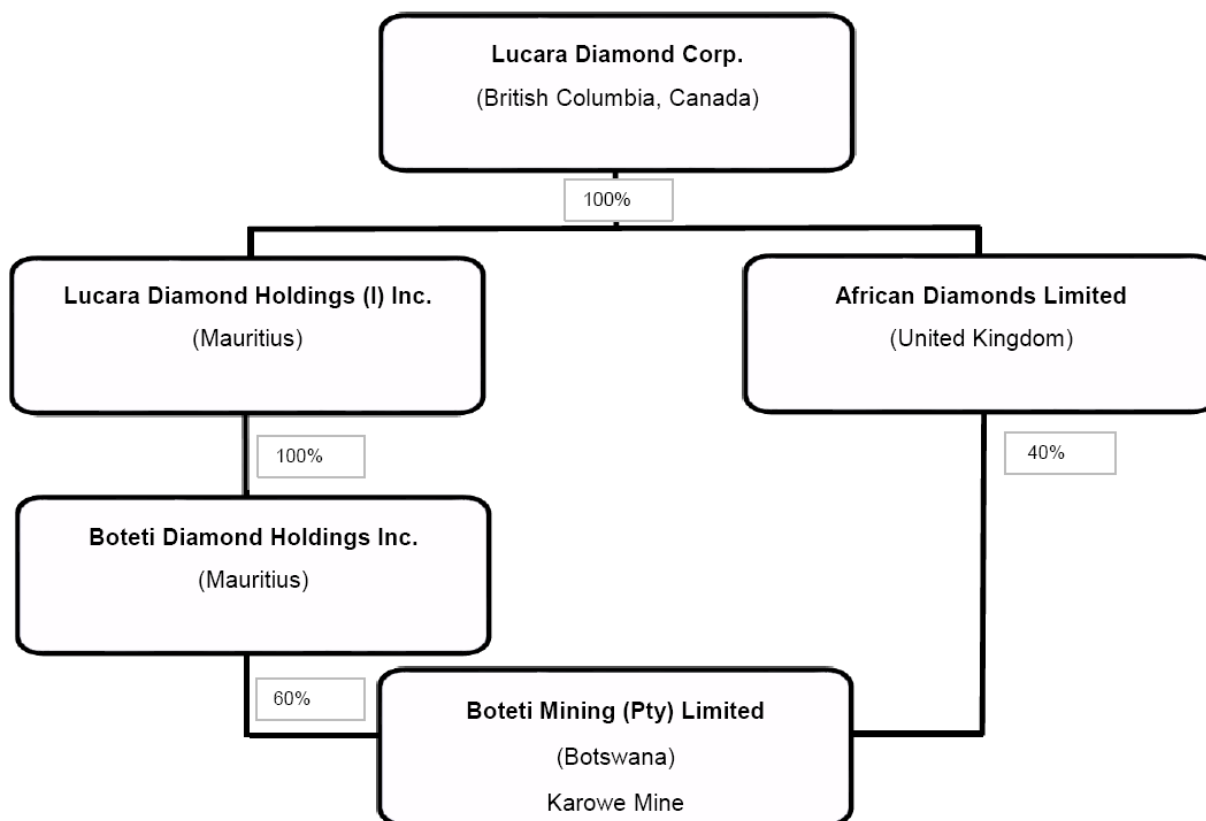 Lucara Diamond Corp.
(British Columbia, Canada)
100%
Lucara Diamond Holdings (I) Inc.
(Mauritius)
African Diamonds Limited
(United Kingdom)
100%
40%
Boteti Diamond Holdings Inc.
(Mauritius)
60%
Boteti Mining (Pty) Limited
(Botswana)
Karowe Mine